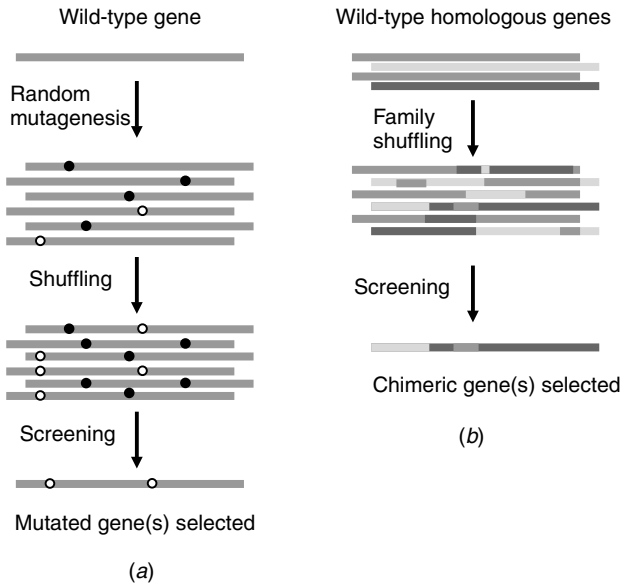 Wild-type gene
Random
mutagenesis
Shuffling
Screening
Mutated gene(s) selected
(a)
Wild-type homologous genes
Family
shuffling
Screening
Chimeric gene(s) selected
(b)